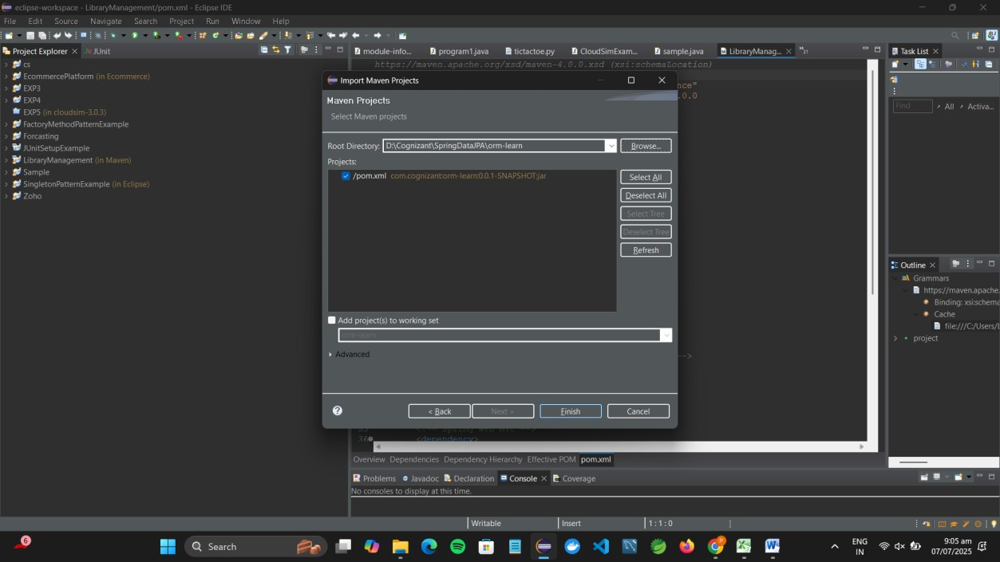 eclipse-workspace - LibraryManagement/pom.xml - Eclipse IDE
File Edit Source Navigate Search Project Run Window Help
Project Explorer JUnit
cs
EcommercePlatform (in Ecommerce)
EXP3
EXP4
EXP5 (in cloudsim-3.0.3)
FactoryMethodPatternExample
Forcasting
JUnitSetupExample
LibraryManagement (in Maven)
Sample
SingletonPatternExample (in Eclipse)
Zoho
module-info... program1.java tictactoe.py CloudSimExam... sample.java LibraryManag...
https://maven.apache.org/xsd/maven-4.0.0.xsd (xsi:schemaLocation)
nce"
.0.0
-->
Import Maven Projects
Maven Projects
Select Maven projects
Root Directory: D:\Cognizant\SpringDataJPA\orm-learn Browse...
Projects:
/pom.xml com.cognizant:orm-learn:0.0.1-SNAPSHOT:jar
Select All
Deselect All
Select Tree
Deselect Tree
Refresh
Add project(s) to working set
orm-learn
Advanced
< Back Next > Finish Cancel
36 <dependency>
Overview Dependencies Dependency Hierarchy Effective POM pom.xml
Problems Javadoc Declaration Console Coverage
No consoles to display at this time.
Task List
Find All Activa...
Outline
Grammars
https://maven.apache.
Binding: xsi:schema
Cache
file:///C:/Users/
project
Writable Insert 1:1:0
6
Search
ENG
IN
9:05 am
07/07/2025